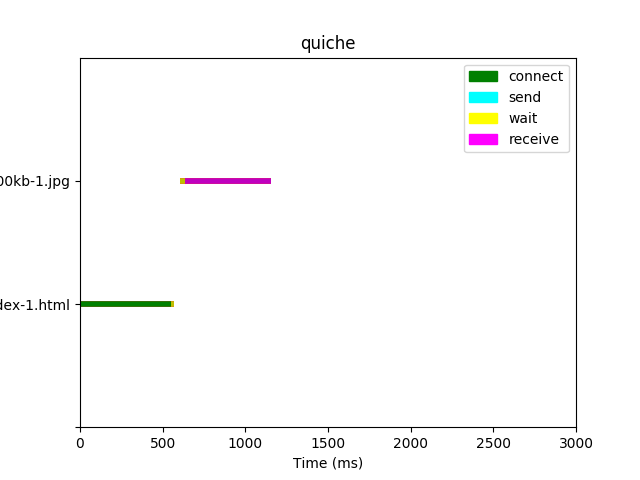 quiche
connect
send
wait
receive
00kb-1.jpg
dex-1.html
0 500 1000 1500 2000 2500 3000
Time (ms)